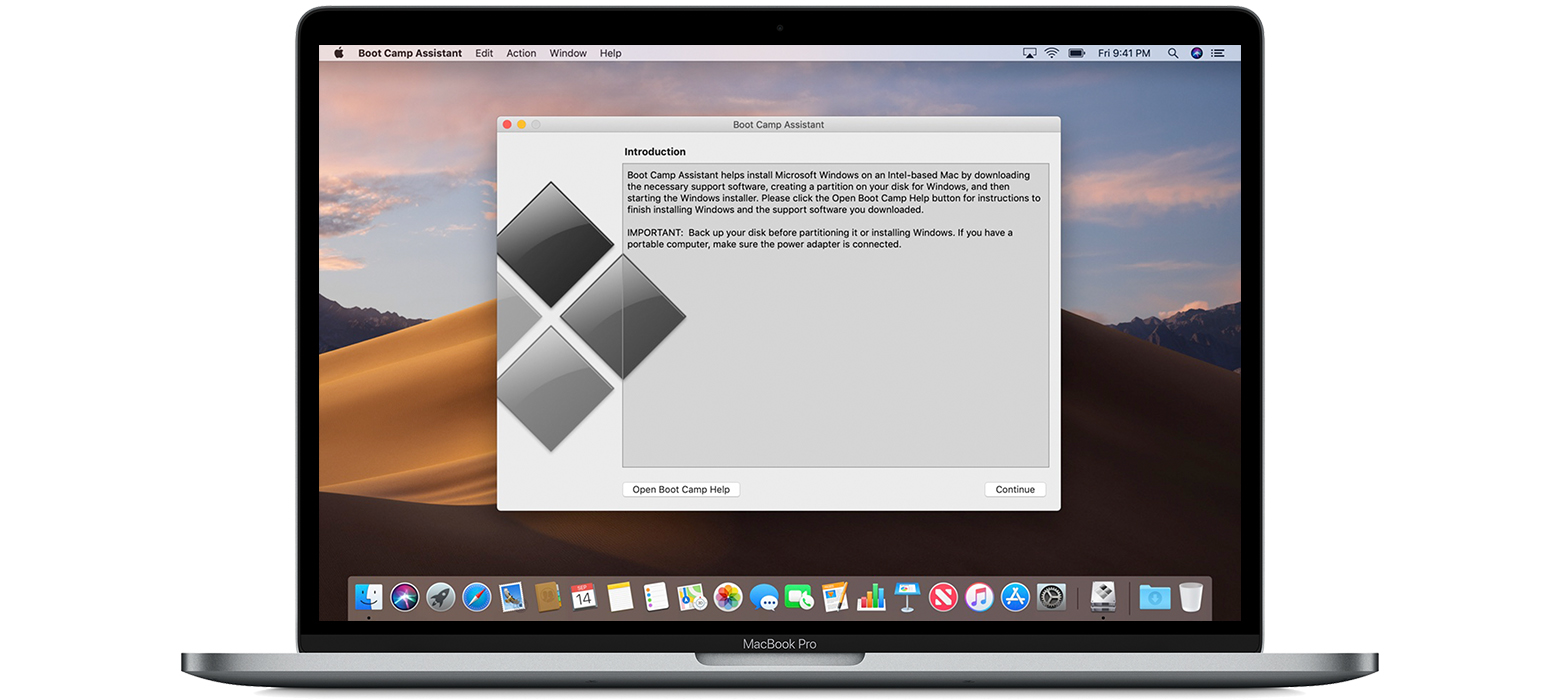 Boot Camp Assistant Edit Action Window Help Fri 9:41 PM
Boot Camp Assistant
Introduction
Boot Camp Assistant helps install Microsoft Windows on an Intel-based Mac by downloading
the necessary support software, creating a partition on your disk for Windows, and then
starting the Windows installer. Please click the Open Boot Camp Help button for instructions to
finish installing Windows and the support software you downloaded.
IMPORTANT: Back up your disk before partitioning it or installing Windows. If you have a
portable computer, make sure the power adapter is connected.
Open Boot Camp Help Continue
SEP
14
MacBook Pro